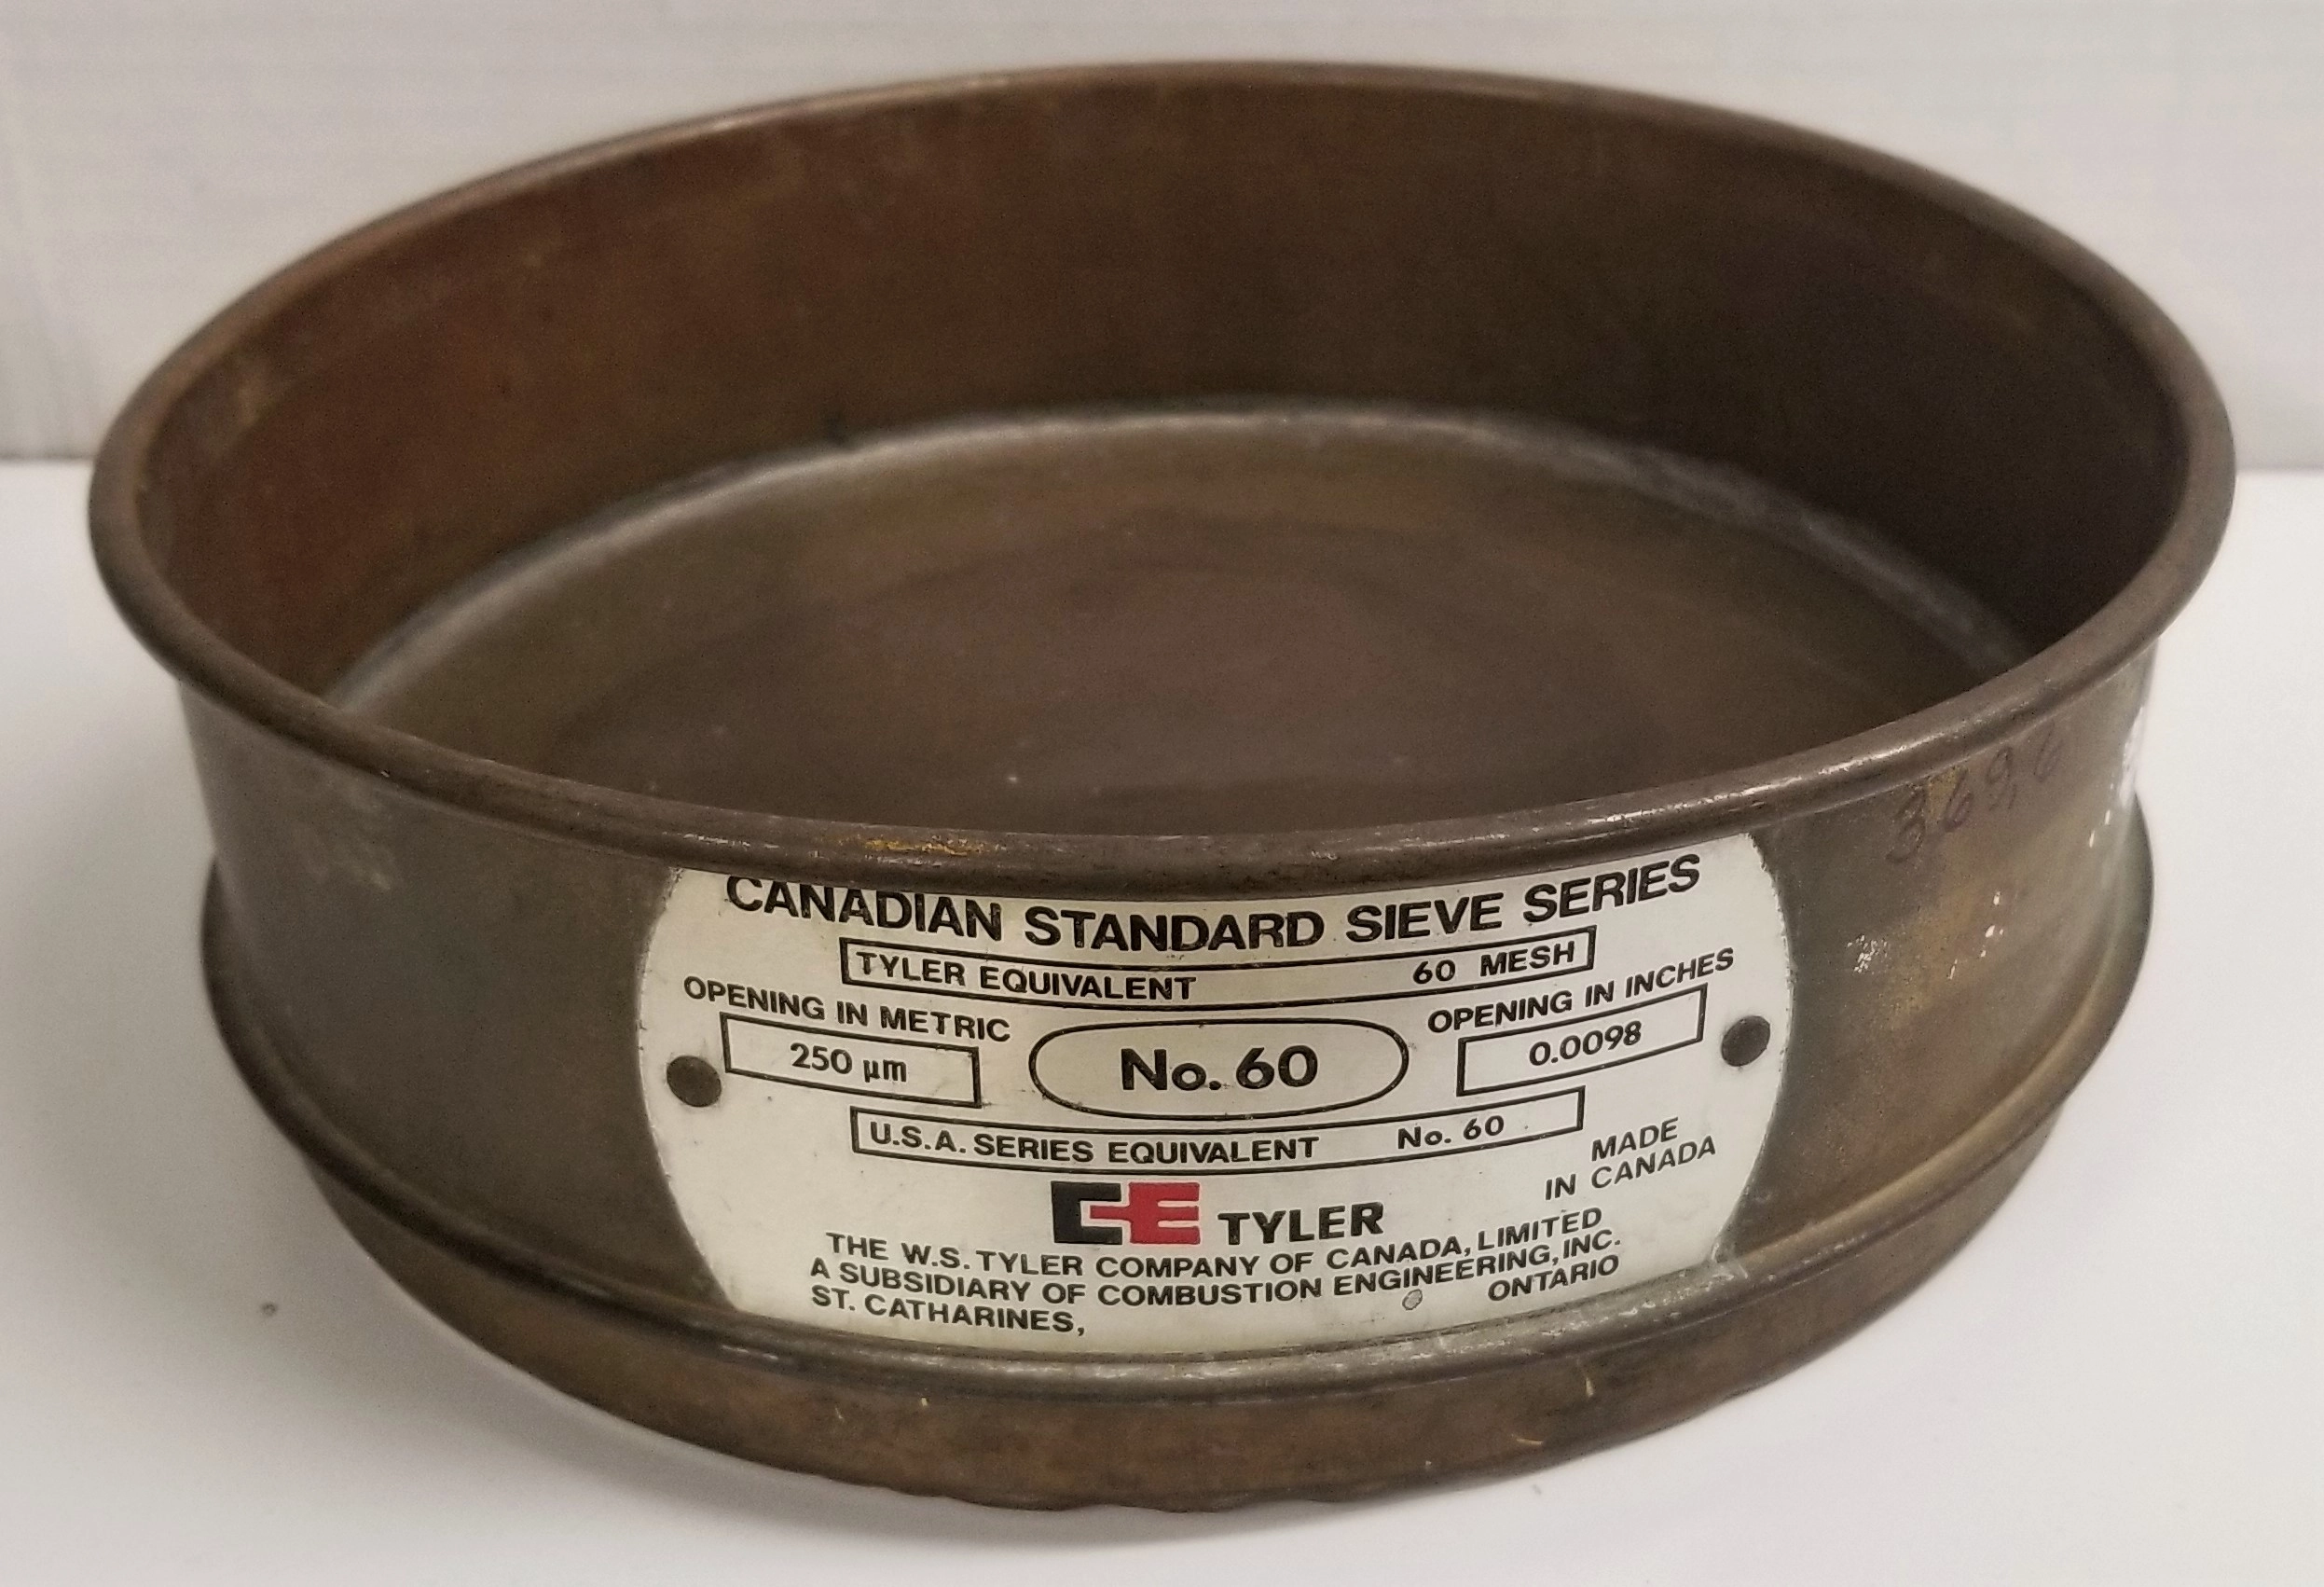 369,6
CANADIAN STANDARD SIEVE SERIES
TYLER EQUIVALENT 60 MESH
OPENING IN METRIC OPENING IN INCHES
250 µm No. 60 0.0098
U.S.A. SERIES EQUIVALENT No. 60
MADE
IN CANADA
CE TYLER
THE W.S. TYLER COMPANY OF CANADA, LIMITED
A SUBSIDIARY OF COMBUSTION ENGINEERING, INC.
ST. CATHARINES, ONTARIO